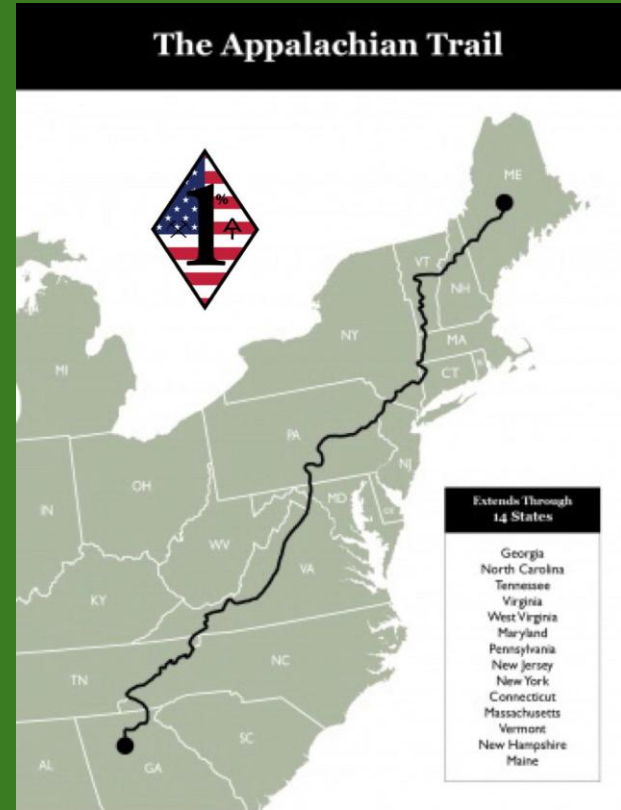 The Appalachian Trail
1%
ME
VT
NH
NY
MA
MI
CT
RI
PA
NJ
OH
IN
MD
DE
WV
VA
KY
NC
TN
SC
AL
GA
Extends Through
14 States
Georgia
North Carolina
Tennessee
Virginia
West Virginia
Maryland
Pennsylvania
New Jersey
New York
Connecticut
Massachusetts
Vermont
New Hampshire
Maine